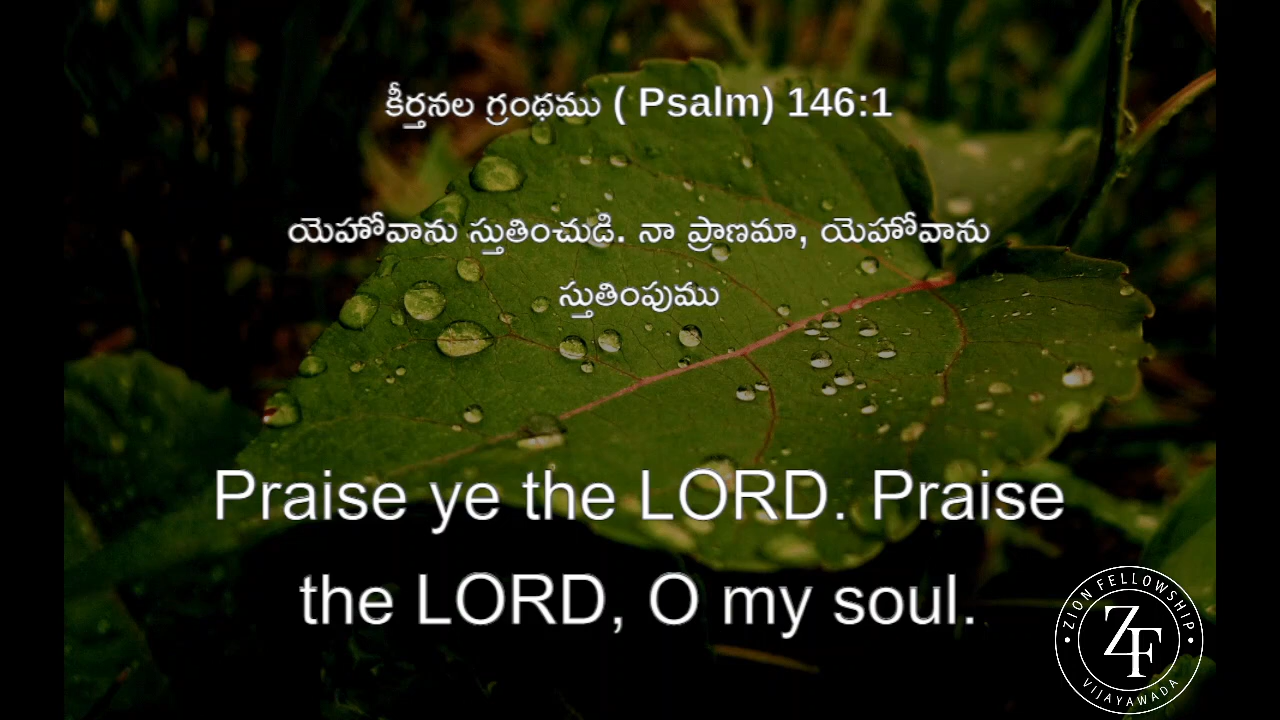 కీర్తనల గ్రంథము ( Psalm) 146:1
యెహోవాను స్తుతించుడి. నా ప్రాణమా, యెహోవాను
స్తుతింపుము
Praise ye the LORD. Praise
the LORD, O my soul.
ZION FELLOWSHIP
ZF
VIJAYAWADA